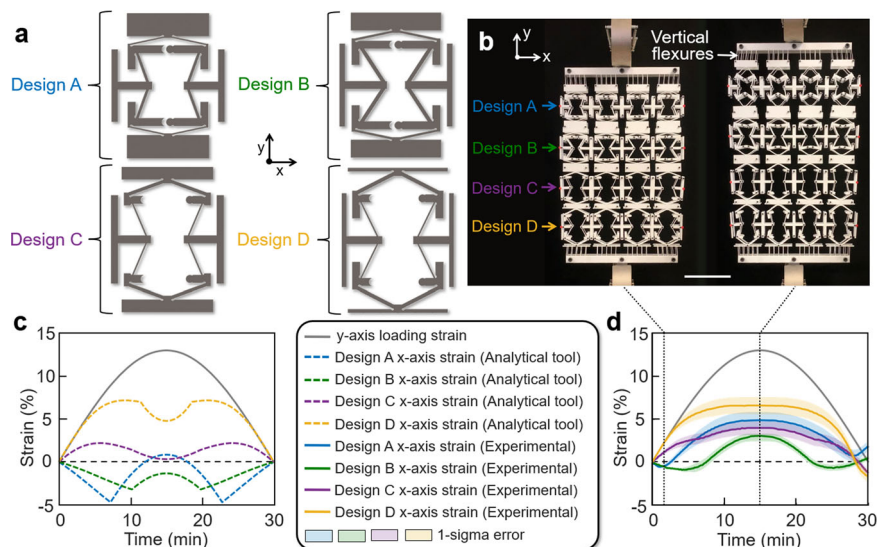 a
Design A
Design B
y
x
Design C
Design D
b
y
x
Vertical
flexures
Design A
Design B
Design C
Design D
c
Strain (%)
15
10
5
0
-5
0
10
20
30
Time (min)
y-axis loading strain
Design A x-axis strain (Analytical tool)
Design B x-axis strain (Analytical tool)
Design C x-axis strain (Analytical tool)
Design D x-axis strain (Analytical tool)
Design A x-axis strain (Experimental)
Design B x-axis strain (Experimental)
Design C x-axis strain (Experimental)
Design D x-axis strain (Experimental)
1-sigma error
d
Strain (%)
15
10
5
0
-5
0
10
20
30
Time (min)